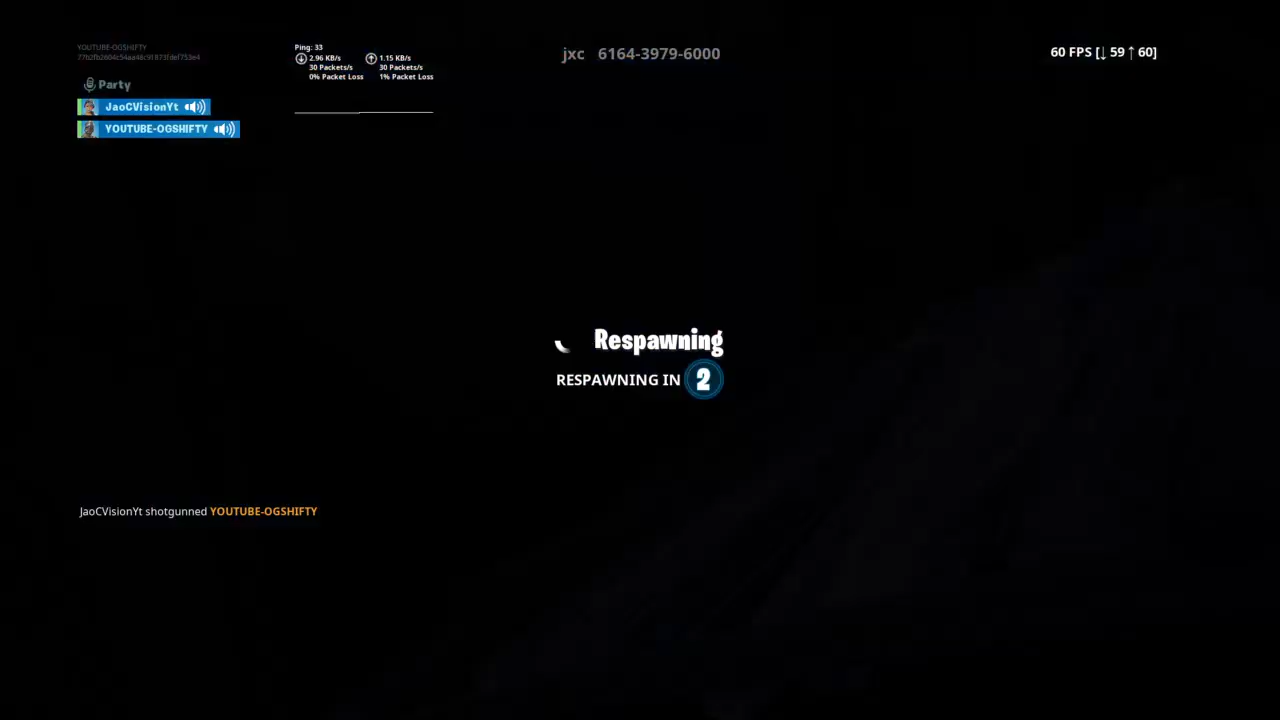 YOUTUBE-OGSHIFTY
Party
JaoCVisionYt
YOUTUBE-OGSHIFTY
Ping: 33
2.96 KB/s 1.15 KB/s
30 Packets/s 30 Packets/s
0% Packet Loss 1% Packet Loss
jxc 6164-3979-6000
60 FPS [↓ 59 ↑ 60]
Respawning
RESPAWNING IN 2
JaoCVisionYt shotgunned YOUTUBE-OGSHIFTY